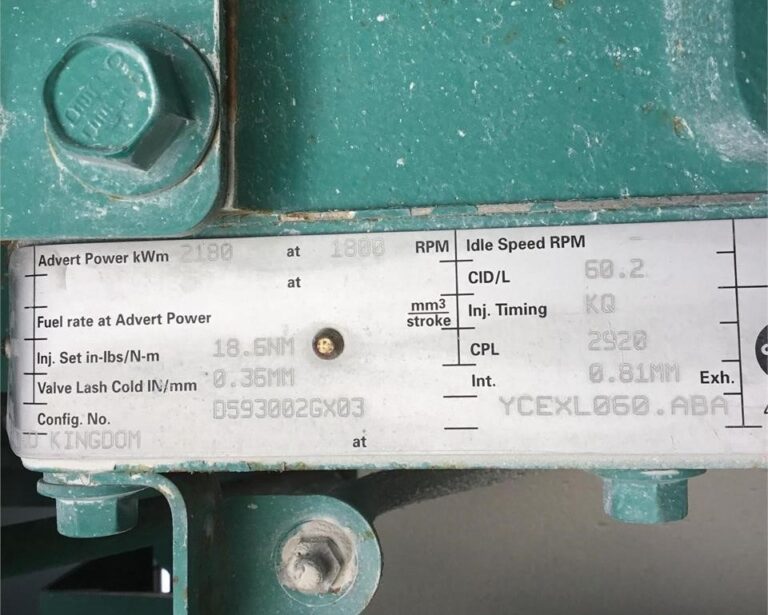 Advert Power kWm 2180 at 1800 RPM Idle Speed RPM -
at CID/L 60.2
Fuel rate at Advert Power mm3/stroke Inj. Timing KQ
Inj. Set in-lbs/N-m 18.6NM CPL 2920
Valve Lash Cold IN/mm 0.36MM Int. 0.81MM Exh.
Config. No. D593002GX03 YCEXL060.ABA
KINGDOM at